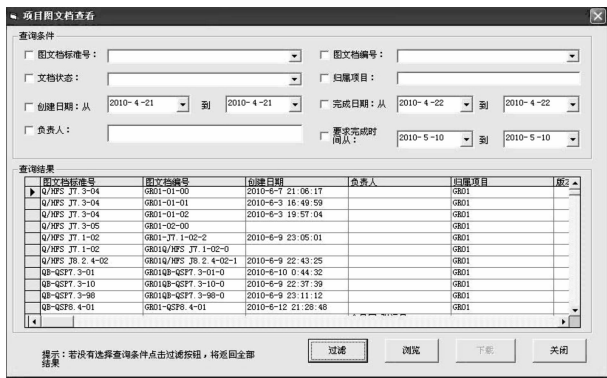 项目图文档查看
查询条件
图文档标准号：
图文档编号：
文档状态：
归属项目：
创建日期：从 2010- 4 -21 到 2010- 4 -21
完成日期：从 2010- 4 -22 到 2010- 4 -22
负责人：
要求完成时
间从： 2010- 5 -10 到 2010- 5 -10
查询结果
图文档标准号 图文档编号 创建日期 负责人 归属项目
Q/HFS J7.3-04 GR01-01-00 2010-6-7 21:06:17 GR01
Q/HFS J7.3-04 GR01-01-01 2010-6-3 16:49:59 GR01
Q/HFS J7.3-04 GR01-01-02 2010-6-3 19:57:04 GR01
Q/HFS J7.3-05 GR01-02-00 GR01
Q/HFS J7.1-02 GR01-J7.1-02-2 2010-6-9 23:05:01 GR01
Q/HFS J7.1-02 GR01Q/HFS J7.1-02-0 GR01
Q/HFS J8.2.4-02 GR01Q/HFS J8.2.4-02-1 2010-6-9 22:43:25 GR01
QB-QSP7.3-01 GR01QB-QSP7.3-01-0 2010-6-10 0:44:32 GR01
QB-QSP7.3-10 GR01QB-QSP7.3-10-0 2010-6-9 22:37:39 GR01
QB-QSP7.3-98 GR01QB-QSP7.3-98-0 2010-6-9 23:11:12 GR01
QB-QSP8.4-01 GR01-QSP8.4-01 2010-6-12 21:28:48 GR01
提示：若没有选择查询条件点击过滤按钮，将返回全部
结果
过滤 浏览 下载 关闭